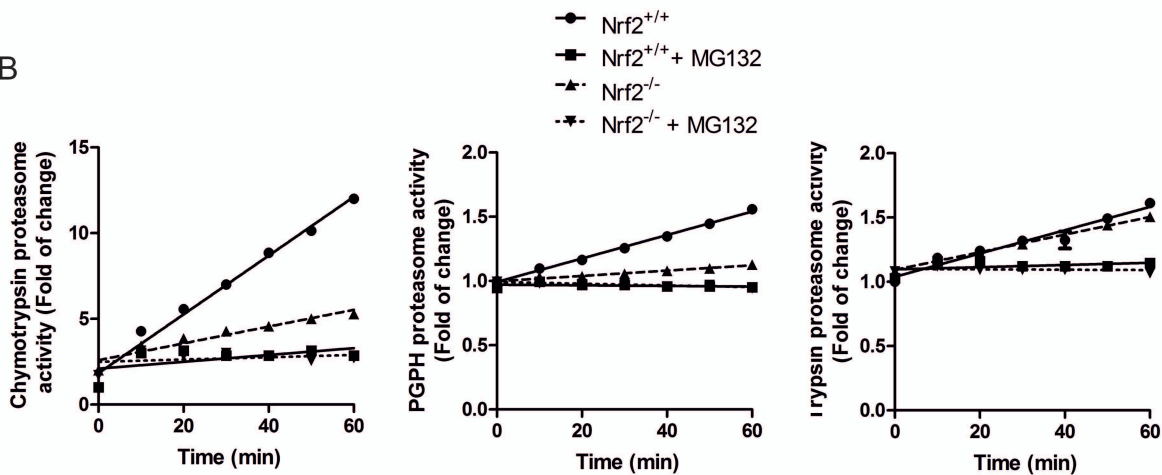 B
Nrf2+/+
Nrf2+/+ + MG132
Nrf2-/-
Nrf2-/- + MG132
Chymotrypsin proteasome
activity (Fold of change)
15
10
5
0
0 20 40 60
Time (min)
PGPH proteasome activity
(Fold of change)
2.0
1.5
1.0
0.5
0.0
0 20 40 60
Time (min)
Trypsin proteasome activity
(Fold of change)
2.0
1.5
1.0
0.5
0.0
0 20 40 60
Time (min)